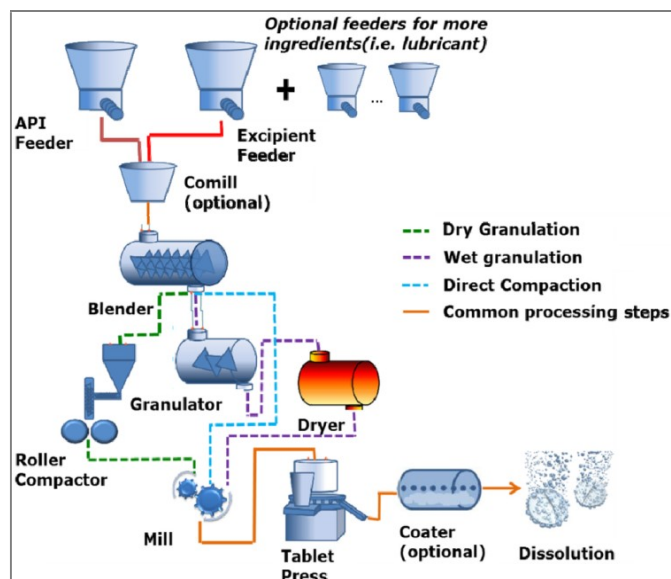 Optional feeders for more
ingredients(i.e. lubricant)
+
...
API
Feeder
Excipient
Feeder
Comill
(optional)
Dry Granulation
Wet granulation
Direct Compaction
Common processing steps
Blender
Granulator
Dryer
Roller
Compactor
Mill
Tablet
Press
Coater
(optional)
Dissolution